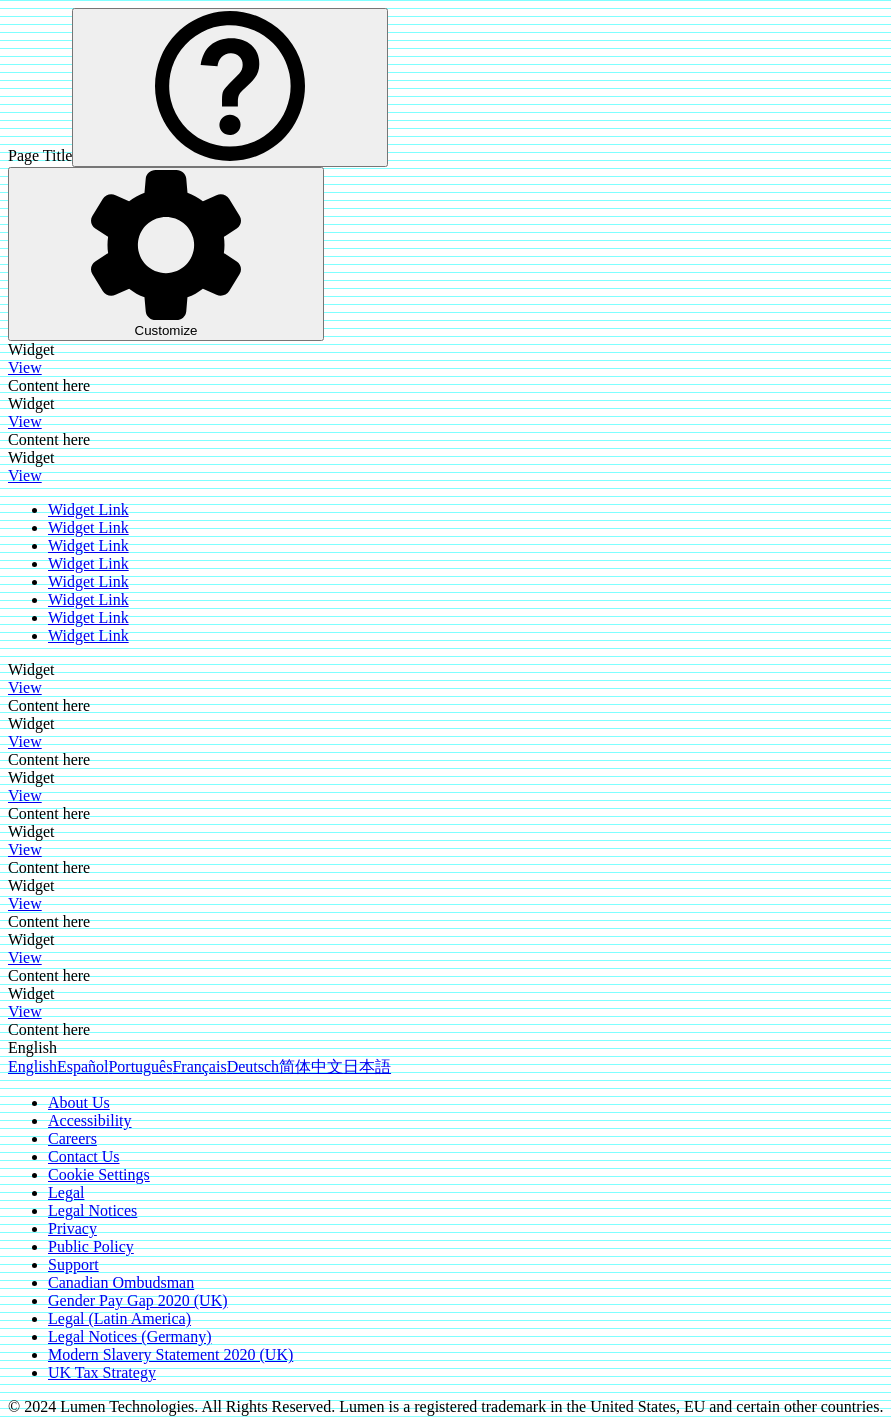 Page Title
Customize
Widget
View
Content here
Widget
View
Content here
Widget
View
Widget Link
Widget Link
Widget Link
Widget Link
Widget Link
Widget Link
Widget Link
Widget Link
Widget
View
Content here
Widget
View
Content here
Widget
View
Content here
Widget
View
Content here
Widget
View
Content here
Widget
View
Content here
Widget
View
Content here
English
EnglishEspañolPortuguêsFrançaisDeutsch简体中文日本語
About Us
Accessibility
Careers
Contact Us
Cookie Settings
Legal
Legal Notices
Privacy
Public Policy
Support
Canadian Ombudsman
Gender Pay Gap 2020 (UK)
Legal (Latin America)
Legal Notices (Germany)
Modern Slavery Statement 2020 (UK)
UK Tax Strategy
© 2024 Lumen Technologies. All Rights Reserved. Lumen is a registered trademark in the United States, EU and certain other countries.